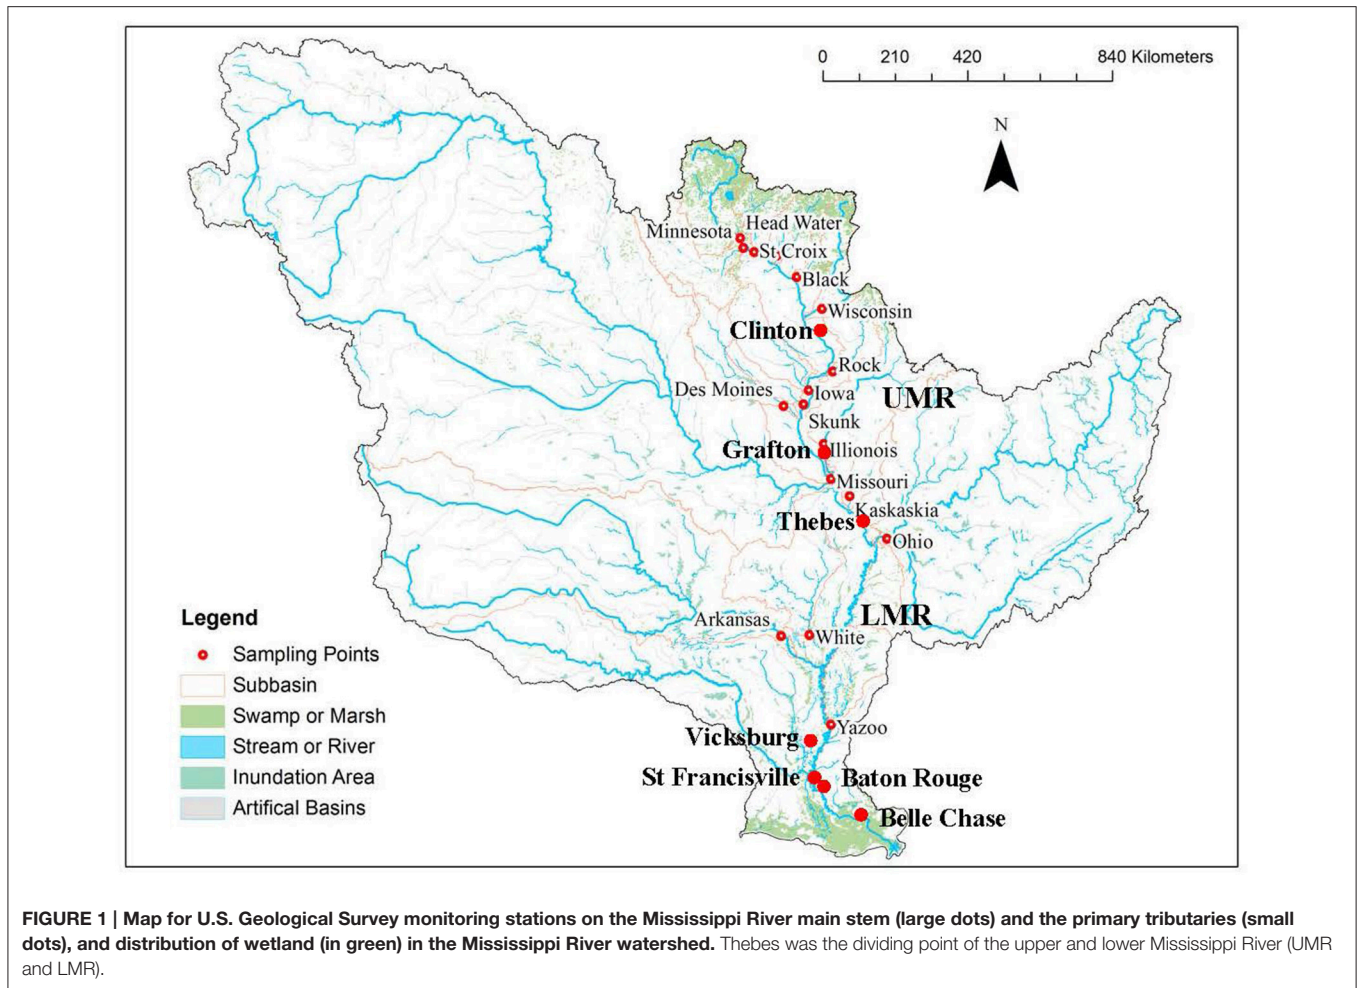 0 210 420 840 Kilometers
N
Head Water
Minnesota
St Croix
Black
Wisconsin
Clinton
Rock
Des Moines
Iowa
UMR
Skunk
Grafton
Illionois
Missouri
Kaskaskia
Thebes
Ohio
LMR
Arkansas
White
Yazoo
Vicksburg
St Francisville
Baton Rouge
Belle Chase
Legend
Sampling Points
Subbasin
Swamp or Marsh
Stream or River
Inundation Area
Artifical Basins
FIGURE 1 | Map for U.S. Geological Survey monitoring stations on the Mississippi River main stem (large dots) and the primary tributaries (small
dots), and distribution of wetland (in green) in the Mississippi River watershed. Thebes was the dividing point of the upper and lower Mississippi River (UMR
and LMR).